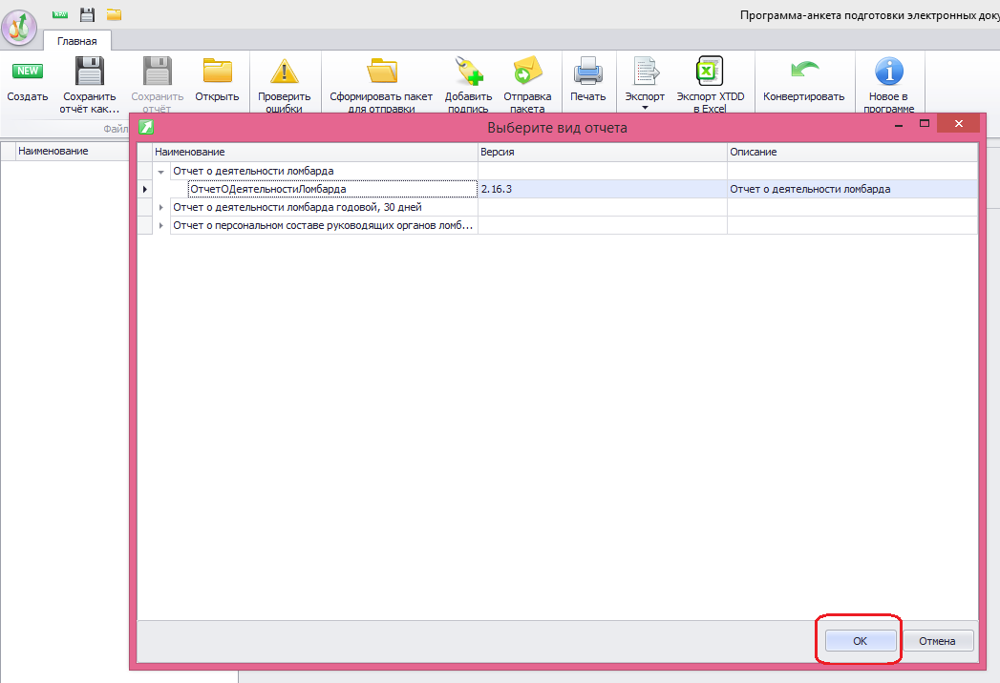 NEW
Программа-анкета подготовки электронных доку
Главная
NEW
Создать
Сохранить
отчёт как...
Сохранить
отчёт
Открыть
Проверить
ошибки
Сформировать пакет
для отправки
Добавить
подпись
Отправка
пакета
Печать
Экспорт
Экспорт XTDD
в Excel
Конвертировать
Новое в
программе
Файл
Выберите вид отчета
Наименование
Наименование Версия Описание
Отчет о деятельности ломбарда
ОтчетОДеятельностиЛомбарда 2.16.3 Отчет о деятельности ломбарда
Отчет о деятельности ломбарда годовой, 30 дней
Отчет о персональном составе руководящих органов ломб...
OK Отмена